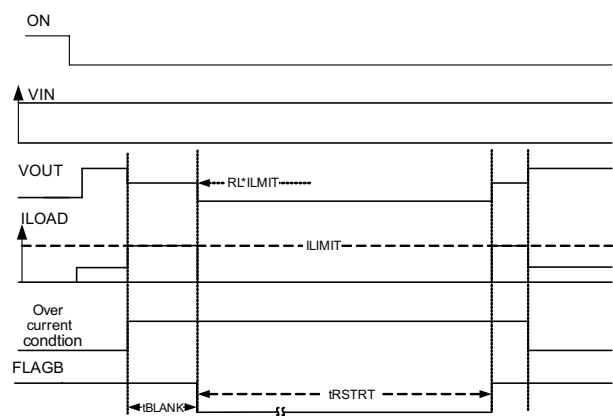 ON
VIN
VOUT
RL*ILMIT
ILOAD
ILIMIT
Over
current
condtion
FLAGB
tBLANK
tRSTRT